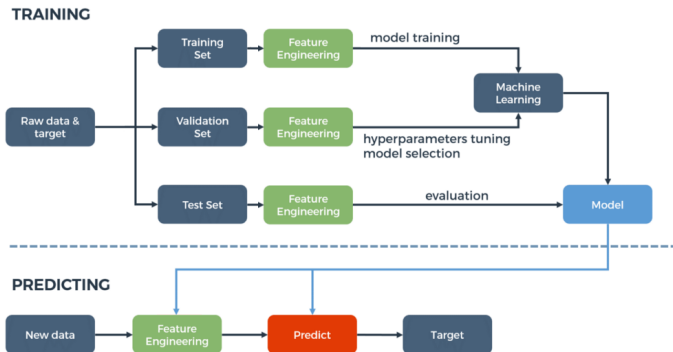 TRAINING
Training
Set
Feature
Engineering
model training
Machine
Learning
Raw data &
target
Validation
Set
Feature
Engineering
hyperparameters tuning
model selection
Test Set
Feature
Engineering
evaluation
Model
PREDICTING
New data
Feature
Engineering
Predict
Target